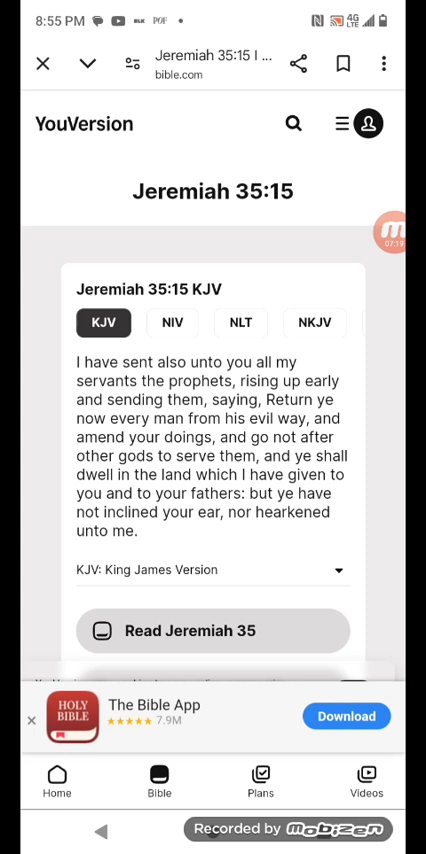 8:55 PM BLK POF 4G LTE
Jeremiah 35:15 I ...
bible.com
YouVersion
Jeremiah 35:15
07:19
Jeremiah 35:15 KJV
KJV NIV NLT NKJV
I have sent also unto you all my
servants the prophets, rising up early
and sending them, saying, Return ye
now every man from his evil way, and
amend your doings, and go not after
other gods to serve them, and ye shall
dwell in the land which I have given to
you and to your fathers: but ye have
not inclined your ear, nor hearkened
unto me.
KJV: King James Version
Read Jeremiah 35
HOLY
BIBLE
The Bible App
★★★★★ 7.9M
Download
Home Bible Plans Videos
Recorded by mobizen